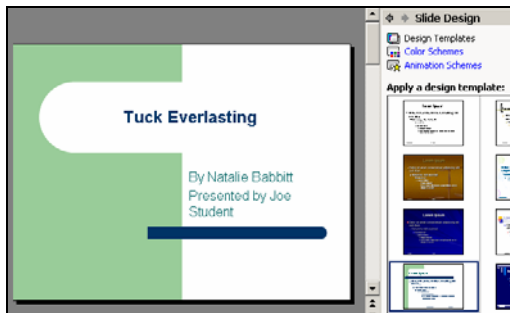 Tuck Everlasting
By Natalie Babbitt
Presented by Joe
Student
Slide Design
Design Templates
Color Schemes
Animation Schemes
Apply a design template: